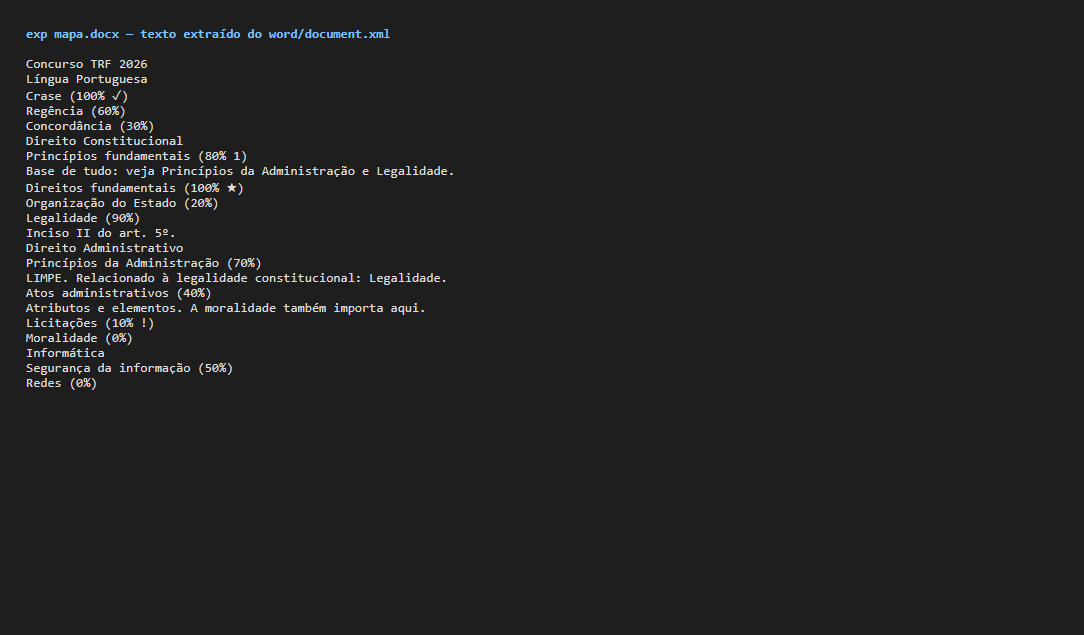 exp mapa.docx — texto extraído do word/document.xml
Concurso TRF 2026
Língua Portuguesa
Crase (100% ✓)
Regência (60%)
Concordância (30%)
Direito Constitucional
Princípios fundamentais (80% 1)
Base de tudo: veja Princípios da Administração e Legalidade.
Direitos fundamentais (100% ★)
Organização do Estado (20%)
Legalidade (90%)
Inciso II do art. 5º.
Direito Administrativo
Princípios da Administração (70%)
LIMPE. Relacionado à legalidade constitucional: Legalidade.
Atos administrativos (40%)
Atributos e elementos. A moralidade também importa aqui.
Licitações (10% !)
Moralidade (0%)
Informática
Segurança da informação (50%)
Redes (0%)